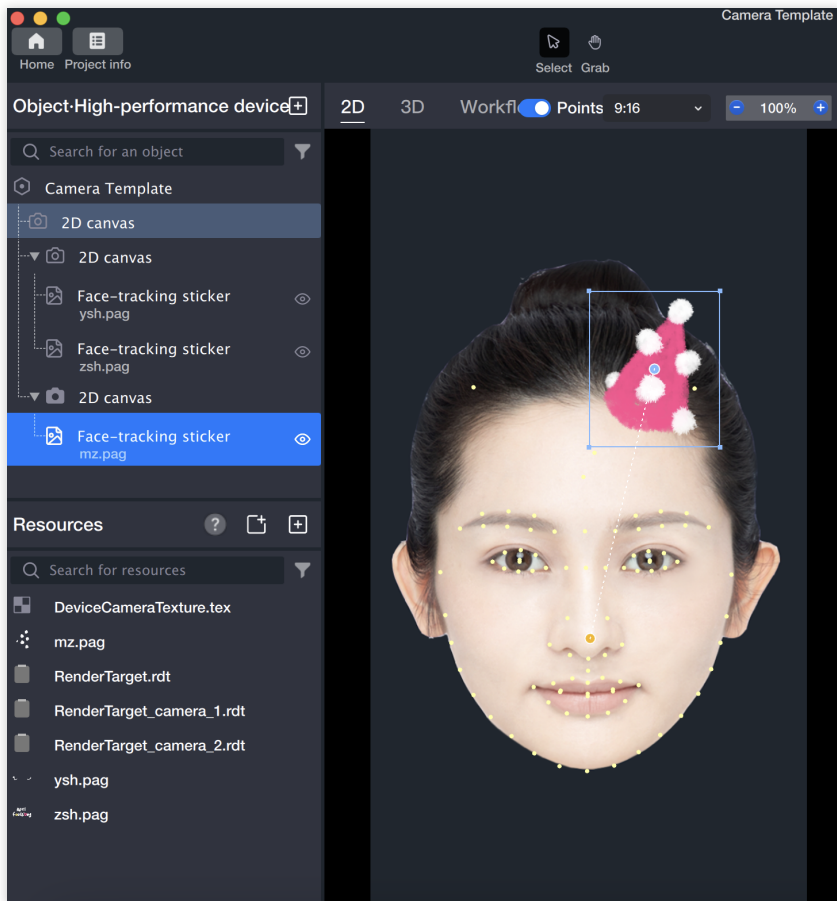 Camera Template
Home
Project info
Select
Grab
Object·High-performance device
2D
3D
Workfl
Points
9:16
100%
Search for an object
Camera Template
2D canvas
2D canvas
Face-tracking sticker
ysh.pag
Face-tracking sticker
zsh.pag
2D canvas
Face-tracking sticker
mz.pag
Resources
?
Search for resources
DeviceCameraTexture.tex
mz.pag
RenderTarget.rdt
RenderTarget_camera_1.rdt
RenderTarget_camera_2.rdt
ysh.pag
zsh.pag